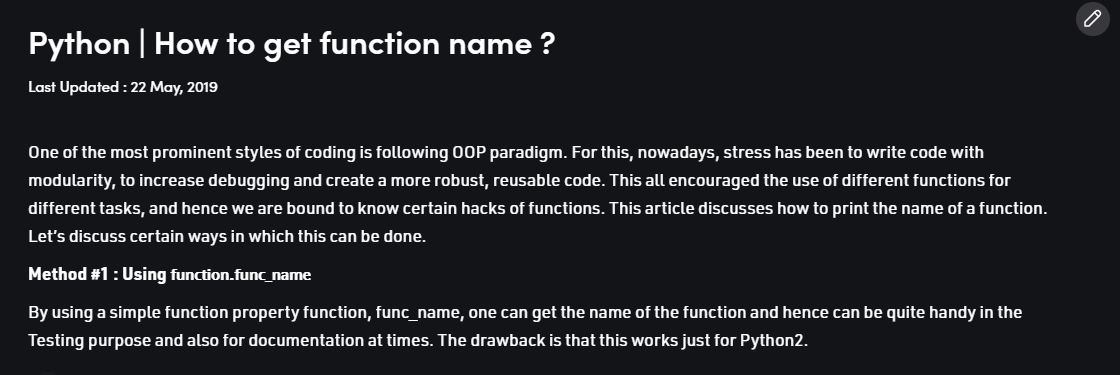 Python | How to get function name ?
Last Updated : 22 May, 2019
One of the most prominent styles of coding is following OOP paradigm. For this, nowadays, stress has been to write code with
modularity, to increase debugging and create a more robust, reusable code. This all encouraged the use of different functions for
different tasks, and hence we are bound to know certain hacks of functions. This article discusses how to print the name of a function.
Let’s discuss certain ways in which this can be done.
Method #1 : Using function.func_name
By using a simple function property function, func_name, one can get the name of the function and hence can be quite handy in the
Testing purpose and also for documentation at times. The drawback is that this works just for Python2.